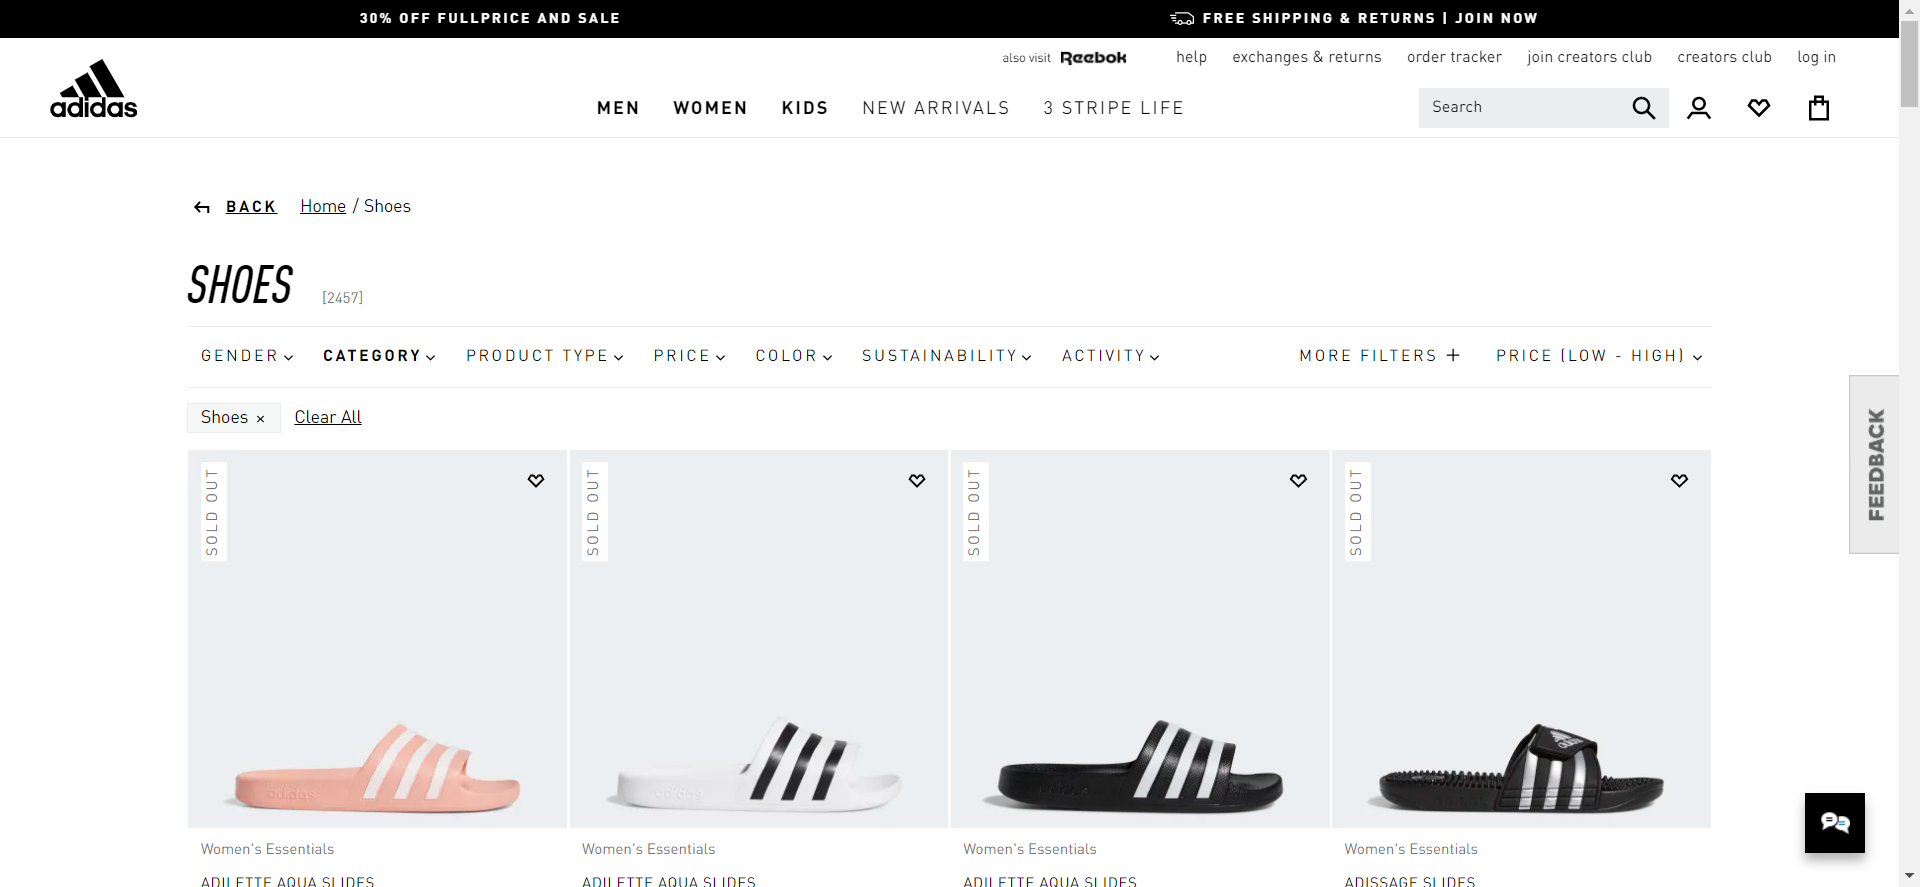 30% OFF FULLPRICE AND SALE
FREE SHIPPING & RETURNS | JOIN NOW
also visit Reebok
help
exchanges & returns
order tracker
join creators club
creators club
log in
adidas
MEN
WOMEN
KIDS
NEW ARRIVALS
3 STRIPE LIFE
Search
BACK
Home / Shoes
SHOES
[2457]
GENDER
CATEGORY
PRODUCT TYPE
PRICE
COLOR
SUSTAINABILITY
ACTIVITY
MORE FILTERS +
PRICE (LOW - HIGH)
Shoes ×
Clear All
FEEDBACK
SOLD OUT
SOLD OUT
SOLD OUT
SOLD OUT
adidas
adidas
adidas
Women's Essentials
Women's Essentials
Women's Essentials
Women's Essentials
ADILETTE AQUA SLIDES
ADILETTE AQUA SLIDES
ADILETTE AQUA SLIDES
ADISSAGE SLIDES